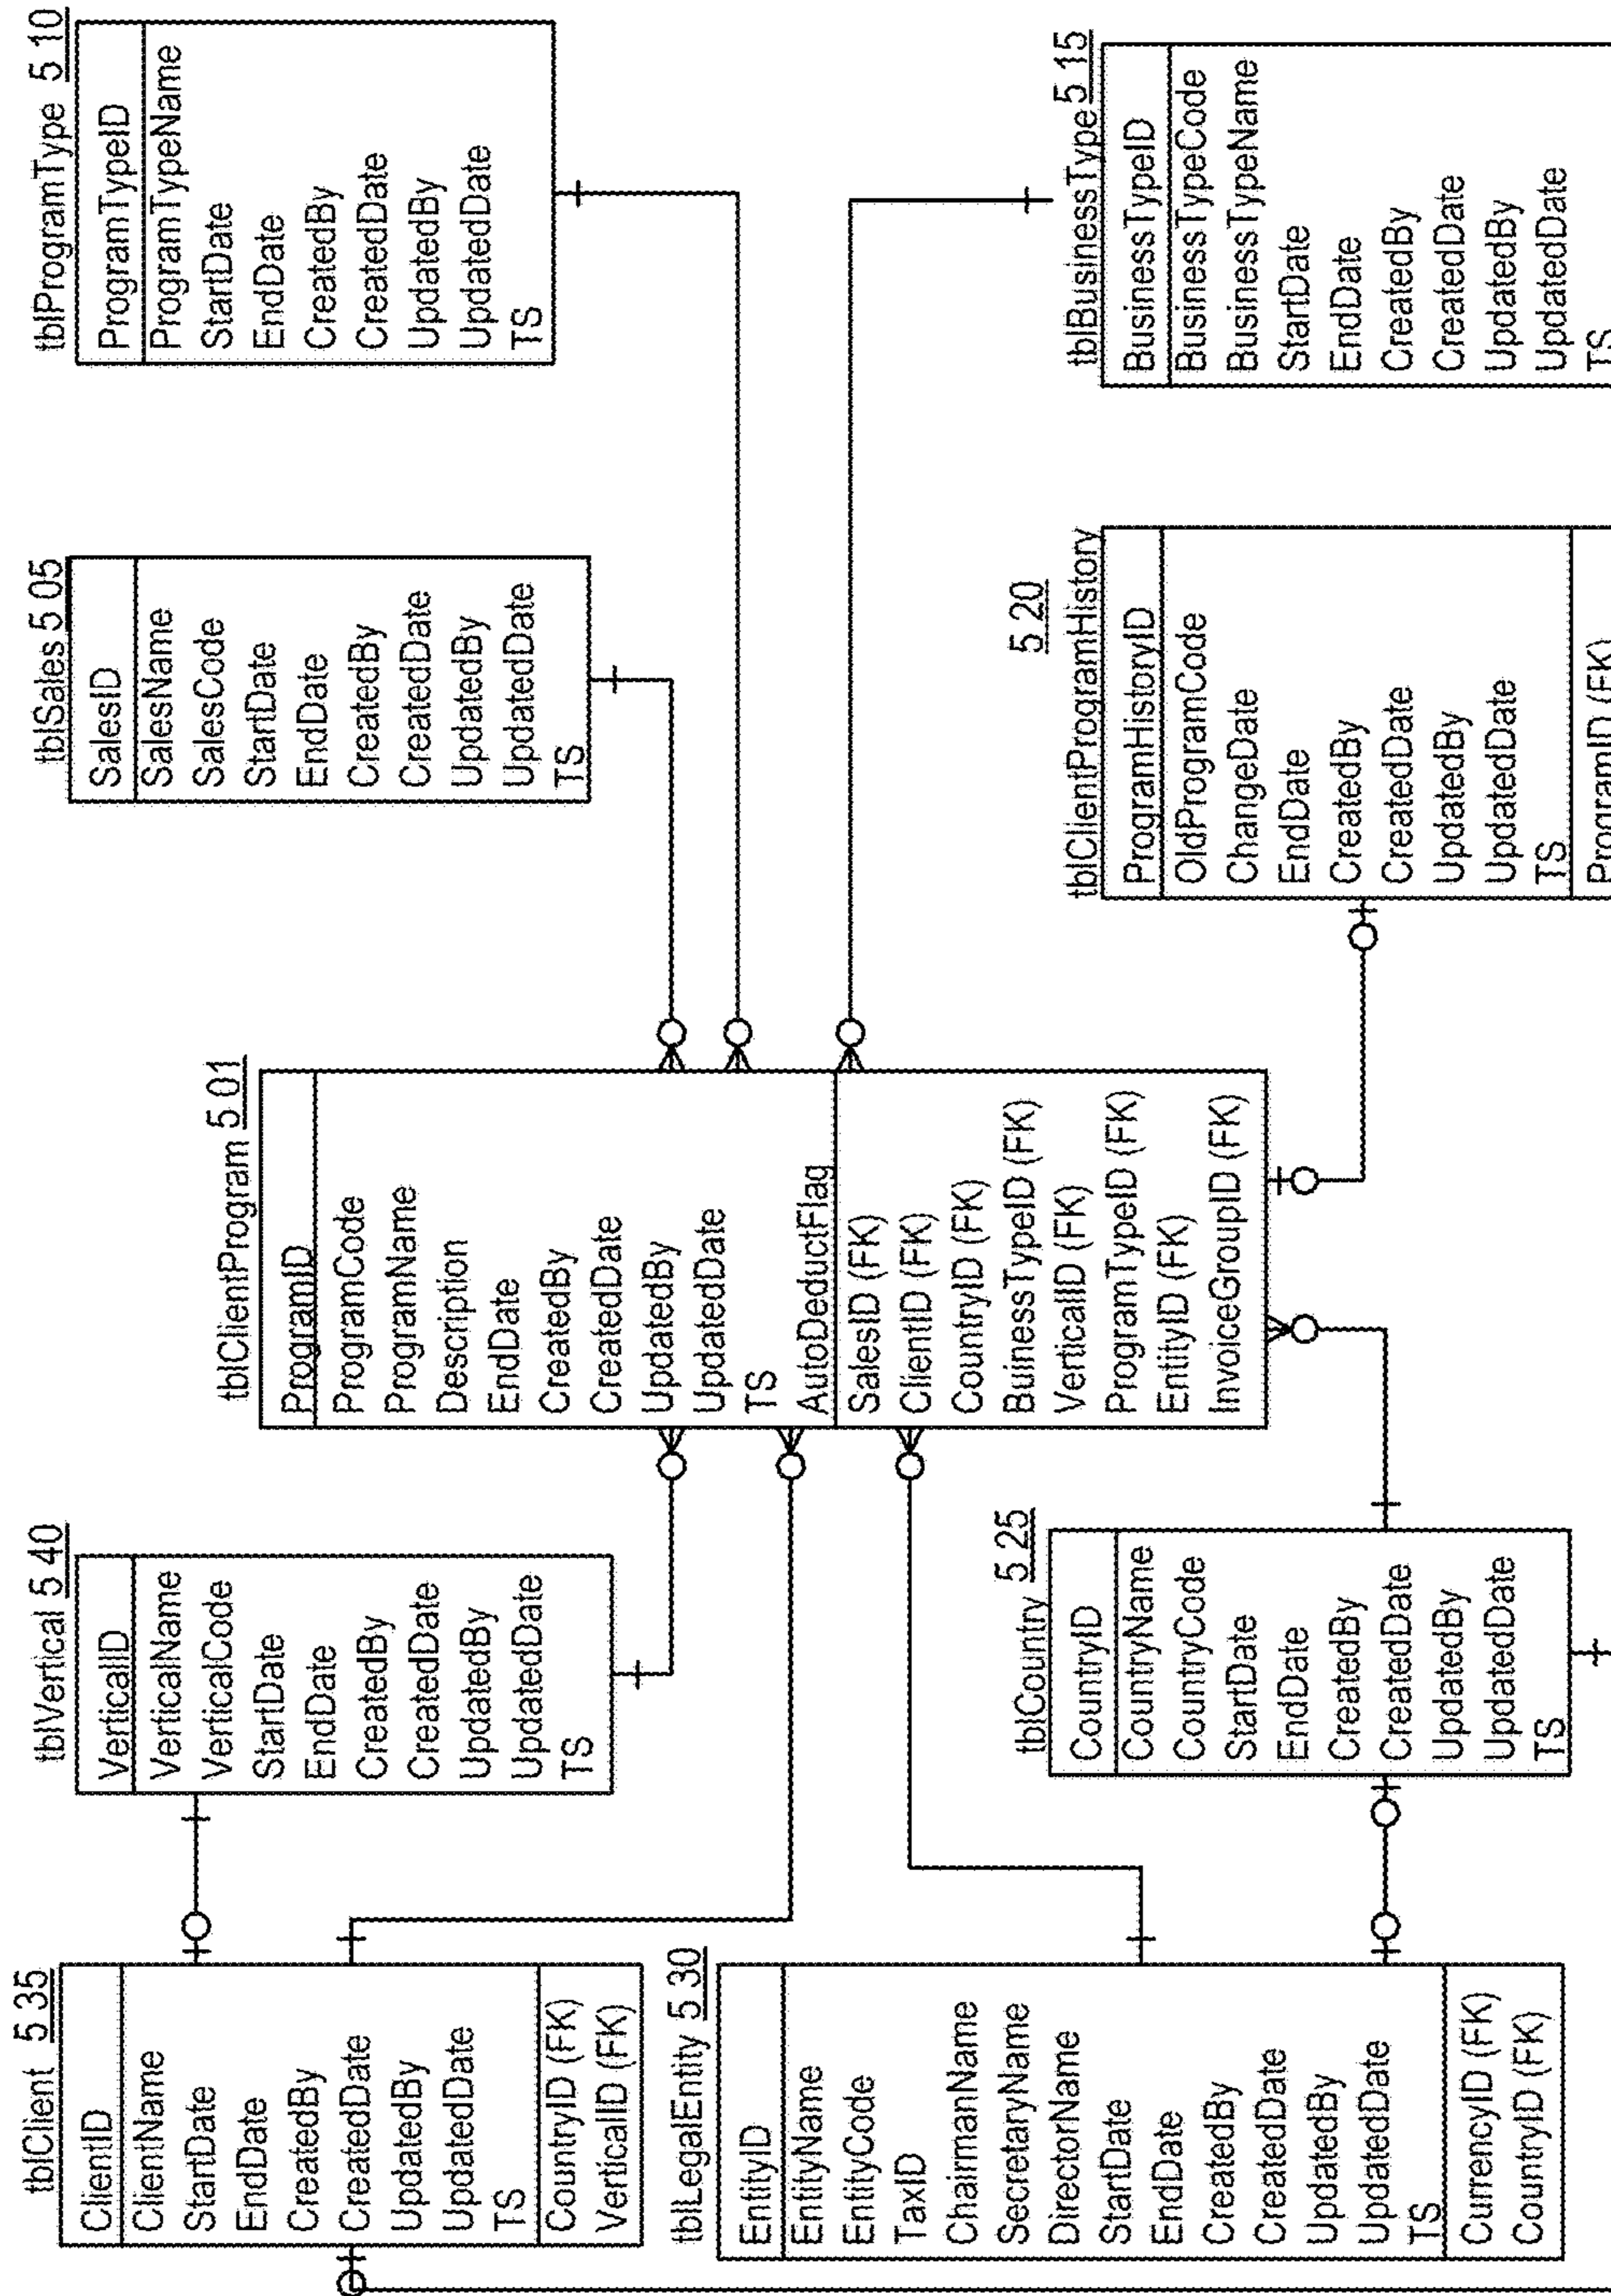 tblClient 5 35
ClientID
ClientName
StartDate
EndDate
CreatedBy
CreatedDate
UpdatedBy
UpdatedDate
TS
CountryID (FK)
VerticalID (FK)
tblVertical 5 40
VerticalID
VerticalName
VerticalCode
StartDate
EndDate
CreatedBy
CreatedDate
UpdatedBy
UpdatedDate
TS
tblSales 5 05
SalesID
SalesName
SalesCode
StartDate
EndDate
CreatedBy
CreatedDate
UpdatedBy
UpdatedDate
TS
tblProgramType 5 10
ProgramTypeID
ProgramTypeName
StartDate
EndDate
CreatedBy
CreatedDate
UpdatedBy
UpdatedDate
TS
tblClientProgram 5 01
ProgramID
ProgramCode
ProgramName
Description
EndDate
CreatedBy
CreatedDate
UpdatedBy
UpdatedDate
TS
AutoDeductFlag
SalesID (FK)
ClientID (FK)
CountryID (FK)
BuinessTypeID (FK)
VerticalID (FK)
ProgramTypeID (FK)
EntityID (FK)
InvoiceGroupID (FK)
tblLegalEntity 5 30
EntityID
EntityName
EntityCode
TaxID
ChairmanName
SecretaryName
DirectorName
StartDate
EndDate
CreatedBy
CreatedDate
UpdatedBy
UpdatedDate
TS
CurrencyID (FK)
CountryID (FK)
tblCountry 5 25
CountryID
CountryName
CountryCode
StartDate
EndDate
CreatedBy
CreatedDate
UpdatedBy
UpdatedDate
TS
5 20
tblClientProgramHistory
ProgramHistoryID
OldProgramCode
ChangeDate
EndDate
CreatedBy
CreatedDate
UpdatedBy
UpdatedDate
TS
ProgramID (FK)
tblBusinessType 5 15
BusinessTypeID
BusinessTypeCode
BusinessTypeName
StartDate
EndDate
CreatedBy
CreatedDate
UpdatedBy
UpdatedDate
TS